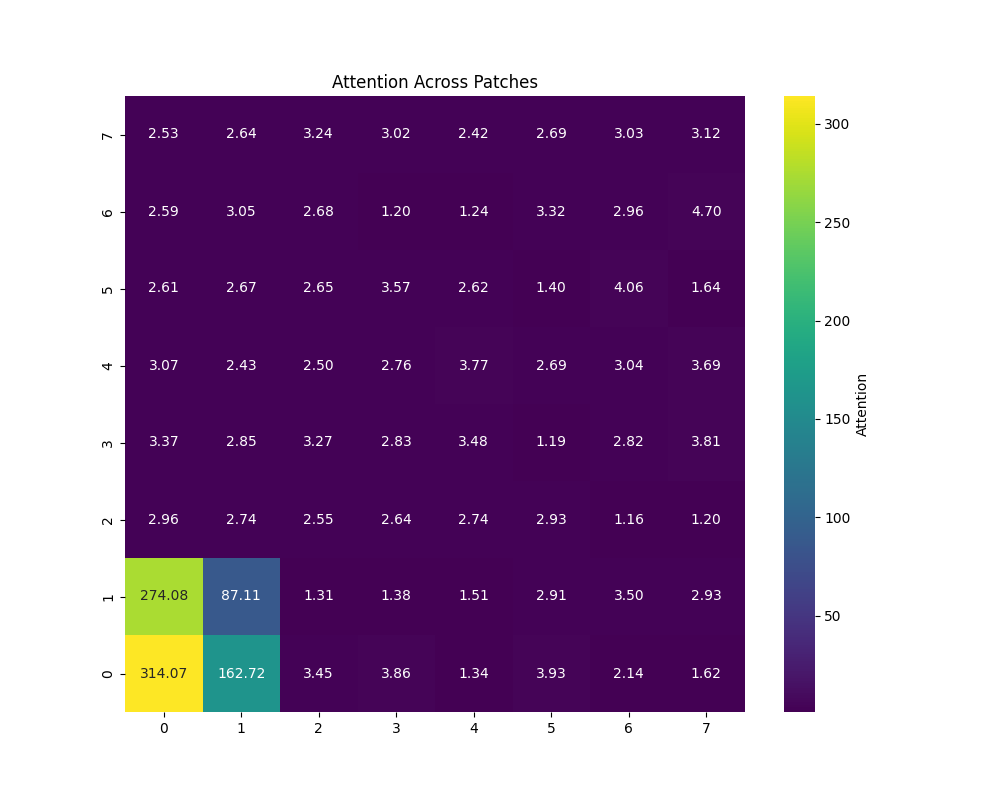 Attention Across Patches
7 2.53 2.64 3.24 3.02 2.42 2.69 3.03 3.12
6 2.59 3.05 2.68 1.20 1.24 3.32 2.96 4.70
5 2.61 2.67 2.65 3.57 2.62 1.40 4.06 1.64
4 3.07 2.43 2.50 2.76 3.77 2.69 3.04 3.69
3 3.37 2.85 3.27 2.83 3.48 1.19 2.82 3.81
2 2.96 2.74 2.55 2.64 2.74 2.93 1.16 1.20
1 274.08 87.11 1.31 1.38 1.51 2.91 3.50 2.93
0 314.07 162.72 3.45 3.86 1.34 3.93 2.14 1.62
0 1 2 3 4 5 6 7
300
250
200
150
100
50
Attention